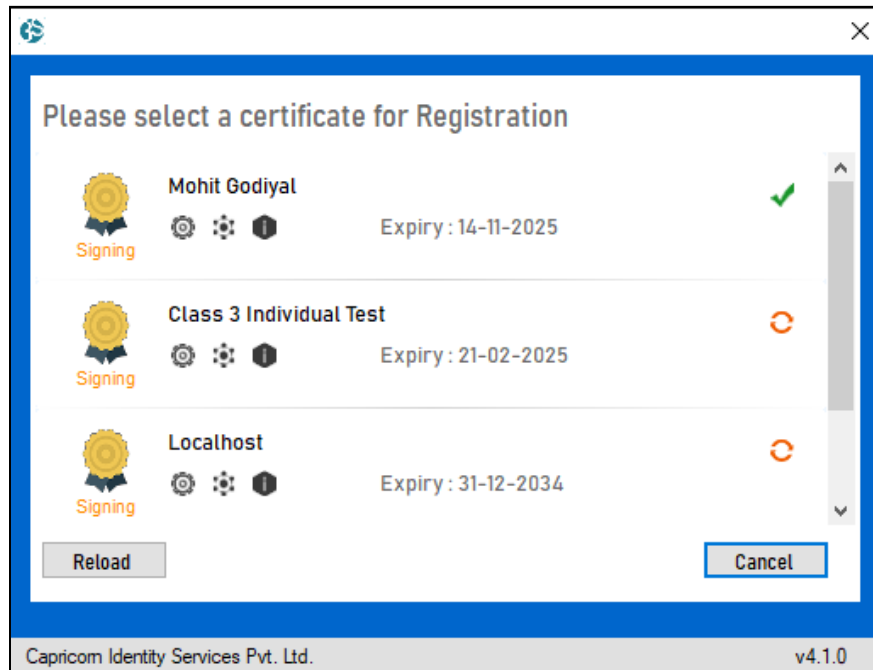 Please select a certificate for Registration
Mohit Godiyal
Signing
Expiry : 14-11-2025
Class 3 Individual Test
Signing
Expiry : 21-02-2025
Localhost
Signing
Expiry : 31-12-2034
Reload
Cancel
Capricorn Identity Services Pvt. Ltd.
v4.1.0